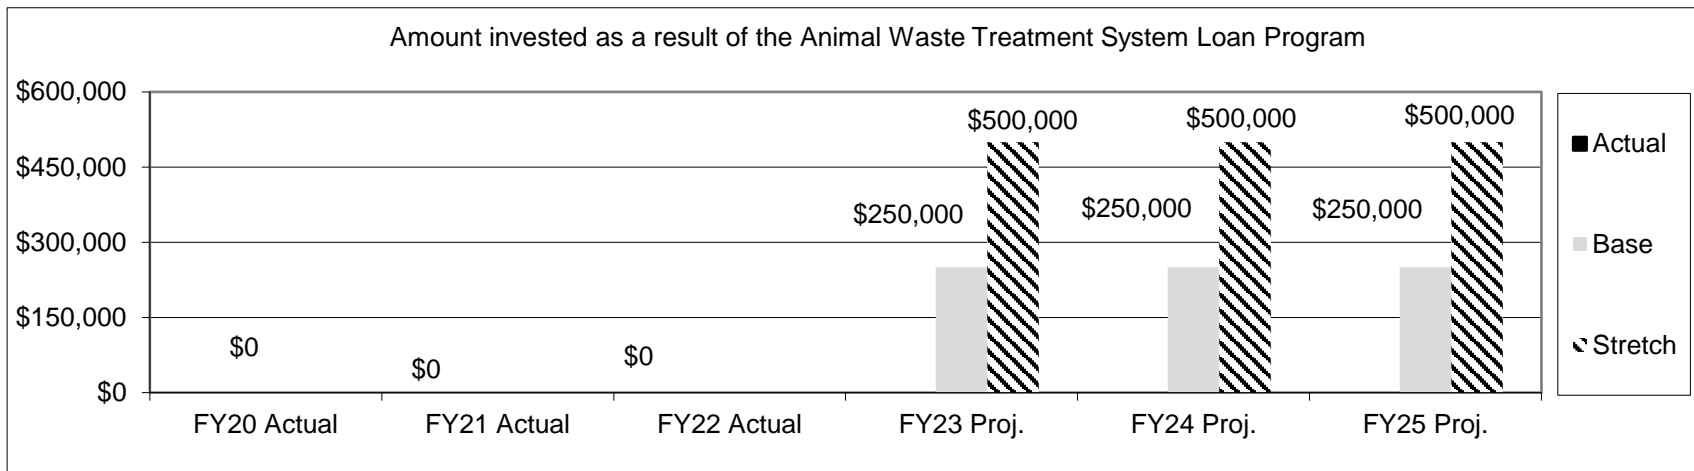 Amount invested as a result of the Animal Waste Treatment System Loan Program
$600,000
$450,000
$300,000
$150,000
$0
$0
$0
$0
$250,000
$500,000
$250,000
$500,000
$250,000
$500,000
FY20 Actual
FY21 Actual
FY22 Actual
FY23 Proj.
FY24 Proj.
FY25 Proj.
Actual
Base
Stretch